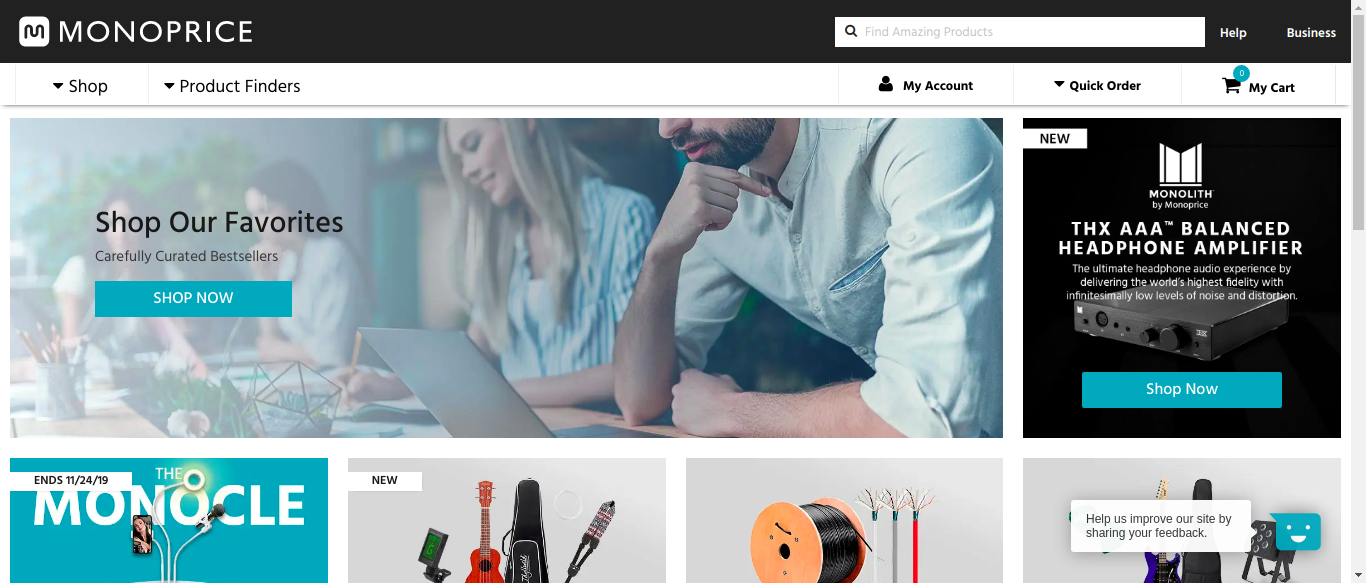 MONOPRICE
Find Amazing Products
Help
Business
Shop
Product Finders
My Account
Quick Order
0
My Cart
Shop Our Favorites
Carefully Curated Bestsellers
SHOP NOW
NEW
MONOLITH™
by Monoprice
THX AAA™ BALANCED
HEADPHONE AMPLIFIER
The ultimate headphone audio experience by
delivering the world's highest fidelity with
infinitesimally low levels of noise and distortion.
Shop Now
ENDS 11/24/19
THE
MONOCLE
NEW
Help us improve our site by
sharing your feedback.